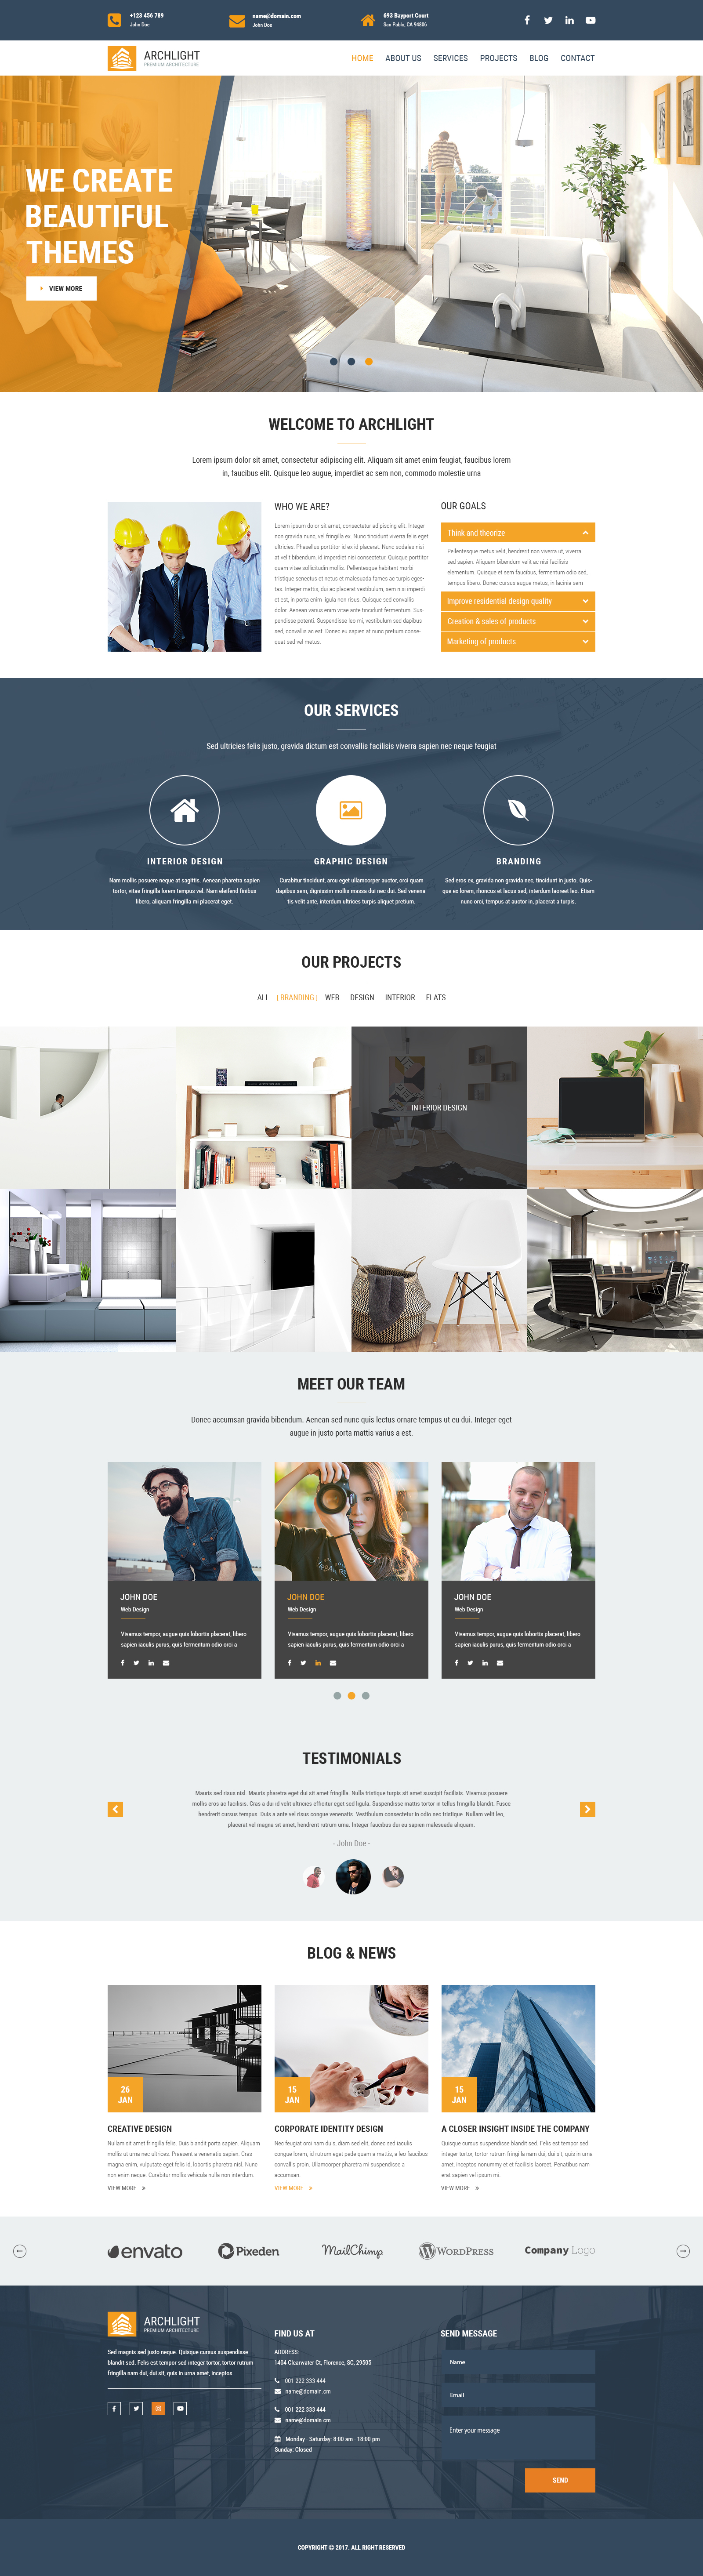 +123 456 789
John Doe
name@domain.com
John Doe
693 Bayport Court
San Pablo, CA 94806
ARCHLIGHT
PREMIUM ARCHITECTURE
HOME ABOUT US SERVICES PROJECTS BLOG CONTACT
WE CREATE
BEAUTIFUL
THEMES
VIEW MORE
WELCOME TO ARCHLIGHT
Lorem ipsum dolor sit amet, consectetur adipiscing elit. Aliquam sit amet enim feugiat, faucibus lorem
in, faucibus elit. Quisque leo augue, imperdiet ac sem non, commodo molestie urna
WHO WE ARE?
Lorem ipsum dolor sit amet, consectetur adipiscing elit. Integer
non gravida nunc, vel fringilla ex. Nunc tincidunt viverra felis eget
ultricies. Phasellus porttitor id ex id placerat. Nunc sodales nisi
at velit bibendum, id imperdiet nisi consectetur. Quisque porttitor
quam vitae sollicitudin mollis. Pellentesque habitant morbi
tristique senectus et netus et malesuada fames ac turpis eges-
tas. Integer mattis, dui ac placerat vestibulum, sem nisi imperdi-
et est, in porta enim ligula non risus. Quisque sed convallis
dolor. Aenean varius enim vitae ante tincidunt fermentum. Sus-
pendisse potenti. Suspendisse leo mi, vestibulum sed dapibus
sed, convallis ac est. Donec eu sapien at nunc pretium conse-
quat sed vel metus.
OUR GOALS
Think and theorize
Pellentesque metus velit, hendrerit non viverra ut, viverra
sed sapien. Aliquam bibendum velit ac nisi facilisis
elementum. Quisque et sem faucibus, fermentum odio sed,
tempus libero. Donec cursus augue metus, in lacinia sem
Improve residential design quality
Creation & sales of products
Marketing of products
OUR SERVICES
Sed ultricies felis justo, gravida dictum est convallis facilisis viverra sapien nec neque feugiat
INTERIOR DESIGN
Nam mollis posuere neque at sagittis. Aenean pharetra sapien
tortor, vitae fringilla lorem tempus vel. Nam eleifend finibus
libero, aliquam fringilla mi placerat eget.
GRAPHIC DESIGN
Curabitur tincidunt, arcu eget ullamcorper auctor, orci quam
dapibus sem, dignissim mollis massa dui nec dui. Sed venena-
tis velit ante, interdum ultrices turpis aliquet pretium.
BRANDING
Sed eros ex, gravida non gravida nec, tincidunt in justo. Quis-
que ex lorem, rhoncus et lacus sed, interdum laoreet leo. Etiam
nunc orci, tempus at auctor in, placerat a turpis.
OUR PROJECTS
ALL | BRANDING | WEB DESIGN INTERIOR FLATS
INTERIOR DESIGN
MEET OUR TEAM
Donec accumsan gravida bibendum. Aenean sed nunc quis lectus ornare tempus ut eu dui. Integer eget
augue in justo porta mattis varius a est.
JOHN DOE
Web Design
Vivamus tempor, augue quis lobortis placerat, libero
sapien iaculis purus, quis fermentum odio orci a
JOHN DOE
Web Design
Vivamus tempor, augue quis lobortis placerat, libero
sapien iaculis purus, quis fermentum odio orci a
JOHN DOE
Web Design
Vivamus tempor, augue quis lobortis placerat, libero
sapien iaculis purus, quis fermentum odio orci a
TESTIMONIALS
Mauris sed risus nisl. Mauris pharetra eget dui sit amet fringilla. Nulla tristique turpis sit amet suscipit facilisis. Vivamus posuere
mollis eros ac facilisis. Cras a dui id velit ultricies efficitur eget sed ligula. Suspendisse mattis tortor in tellus fringilla blandit. Fusce
hendrerit cursus tempus. Duis a ante vel risus congue venenatis. Vestibulum consectetur in odio nec tristique. Nullam velit leo,
placerat vel magna sit amet, hendrerit rutrum urna. Integer faucibus dui eu sapien malesuada aliquam.
- John Doe -
BLOG & NEWS
26
JAN
CREATIVE DESIGN
Nullam sit amet fringilla felis. Duis blandit porta sapien. Aliquam
mollis ut urna nec ultrices. Praesent a venenatis sapien. Cras
magna enim, vulputate eget felis id, lobortis pharetra nisl. Nunc
non enim neque. Curabitur mollis vehicula nulla non interdum.
VIEW MORE »
15
JAN
CORPORATE IDENTITY DESIGN
Nec feugiat orci nam duis, diam sed elit, donec sed iaculis
congue lorem, id rutrum eget pede quam a mattis, a leo faucibus
convallis proin. Ullamcorper pharetra mi suspendisse a
accumsan.
VIEW MORE »
15
JAN
A CLOSER INSIGHT INSIDE THE COMPANY
Quisque cursus suspendisse blandit sed. Felis est tempor sed
integer tortor, tortor rutrum fringilla nam dui, dui sit, quis in urna
amet, inceptos nonummy et et facilisis laoreet. Penatibus nam
erat sapien vel ipsum mi.
VIEW MORE »
envato Pixeden MailChimp WORDPRESS Company Logo
ARCHLIGHT
PREMIUM ARCHITECTURE
Sed magnis sed justo neque. Quisque cursus suspendisse
blandit sed. Felis est tempor sed integer tortor, tortor rutrum
fringilla nam dui, dui sit, quis in urna amet, inceptos.
FIND US AT
ADDRESS:
1404 Clearwater Ct, Florence, SC, 29505
001 222 333 444
name@domain.cm
001 222 333 444
name@domain.cm
Monday - Saturday: 8:00 am - 18:00 pm
Sunday: Closed
SEND MESSAGE
Name
Email
Enter your message
SEND
COPYRIGHT © 2017. ALL RIGHT RESERVED